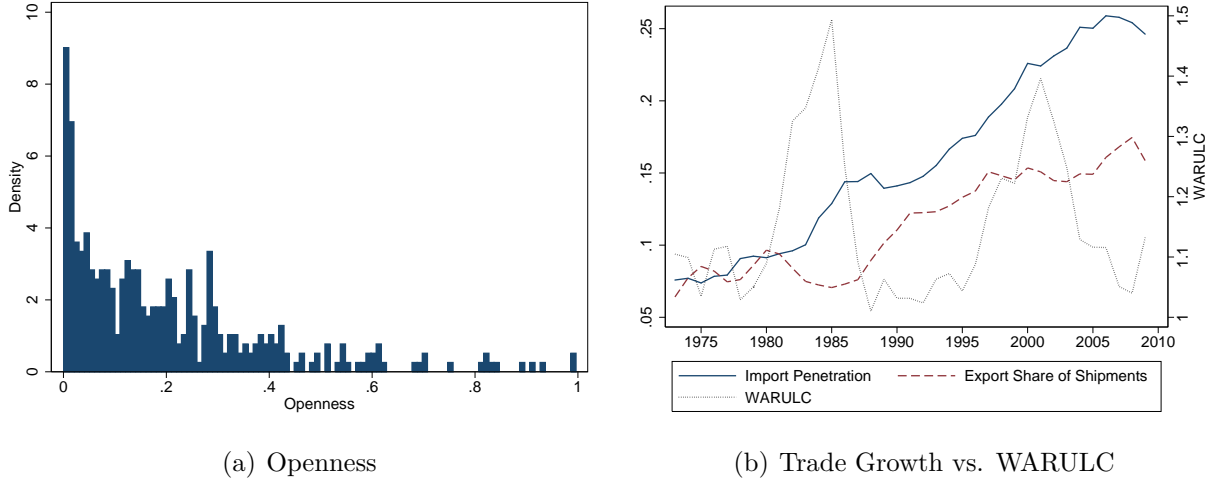 10
8
6
4
2
0
Density
0 .2 .4 .6 .8 1
Openness
(a) Openness
.25
.2
.15
.1
.05
1.5
1.4
1.3
1.2
1.1
1
WARULC
1975 1980 1985 1990 1995 2000 2005 2010
Import Penetration Export Share of Shipments
WARULC
(b) Trade Growth vs. WARULC